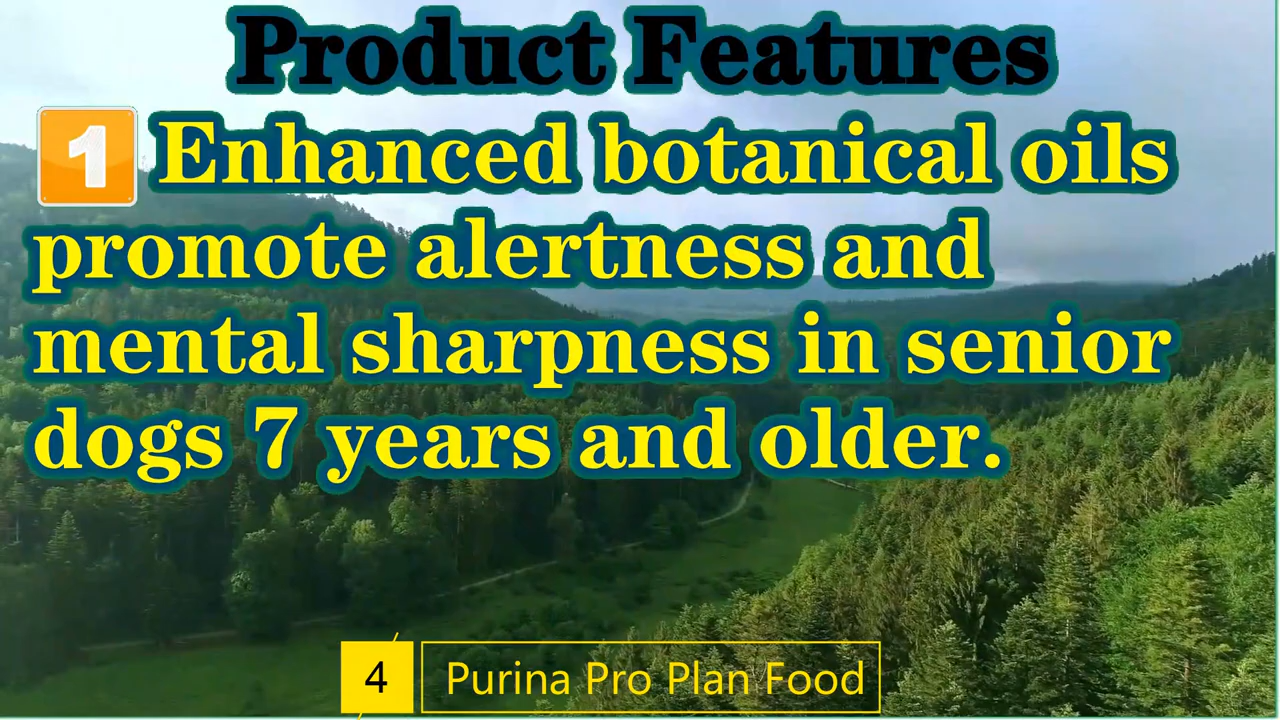 Product Features
1 Enhanced botanical oils
promote alertness and
mental sharpness in senior
dogs 7 years and older.
4 Purina Pro Plan Food